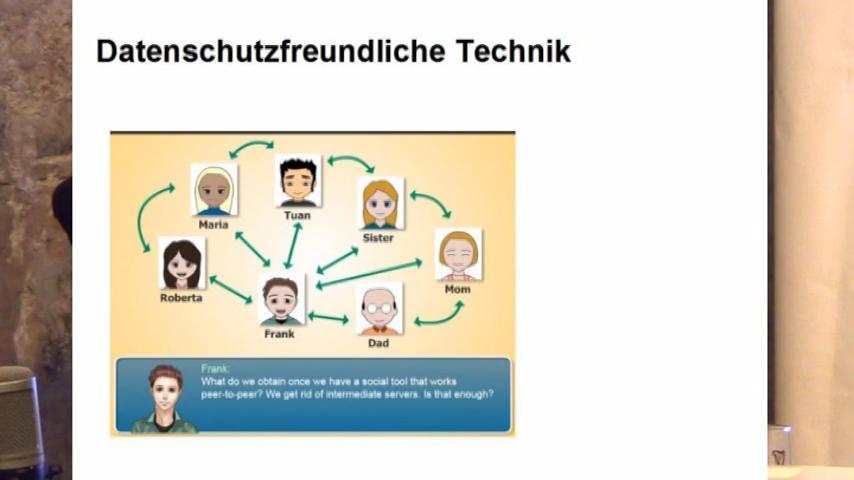 Datenschutzfreundliche Technik
Maria
Tuan
Sister
Roberta
Mom
Frank
Dad
Frank:
What do we obtain once we have a social tool that works
peer-to-peer? We get rid of intermediate servers. Is that enough?